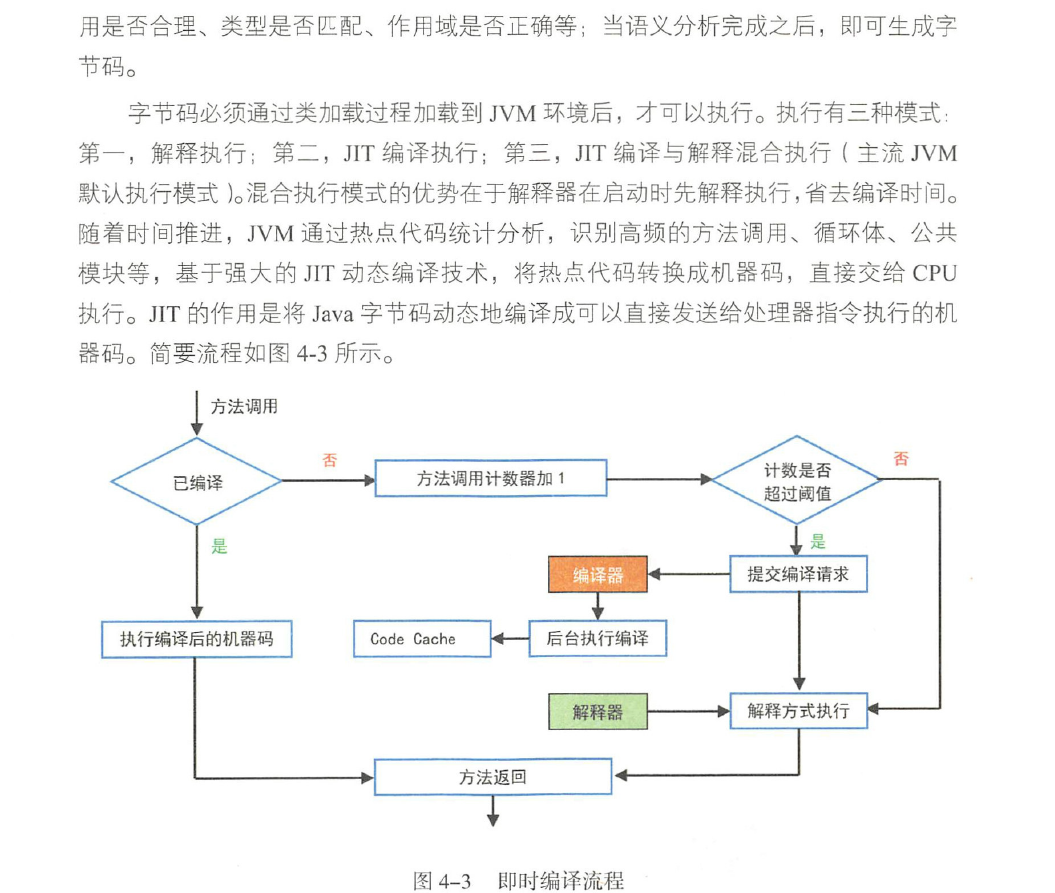 用是否合理、类型是否匹配、作用域是否正确等；当语义分析完成之后，即可生成字
节码。
字节码必须通过类加载过程加载到 JVM 环境后，才可以执行。执行有三种模式：
第一，解释执行；第二，JIT 编译执行；第三，JIT 编译与解释混合执行（主流 JVM
默认执行模式）。混合执行模式的优势在于解释器在启动时先解释执行，省去编译时间。
随着时间推进，JVM 通过热点代码统计分析，识别高频的方法调用、循环体、公共
模块等，基于强大的 JIT 动态编译技术，将热点代码转换成机器码，直接交给 CPU
执行。JIT 的作用是将 Java 字节码动态地编译成可以直接发送给处理器指令执行的机
器码。简要流程如图 4-3 所示。
方法调用
已编译
否
方法调用计数器加 1
计数是否
超过阈值
否
是
是
编译器
提交编译请求
执行编译后的机器码
Code Cache
后台执行编译
解释器
解释方式执行
方法返回
图 4-3 即时编译流程